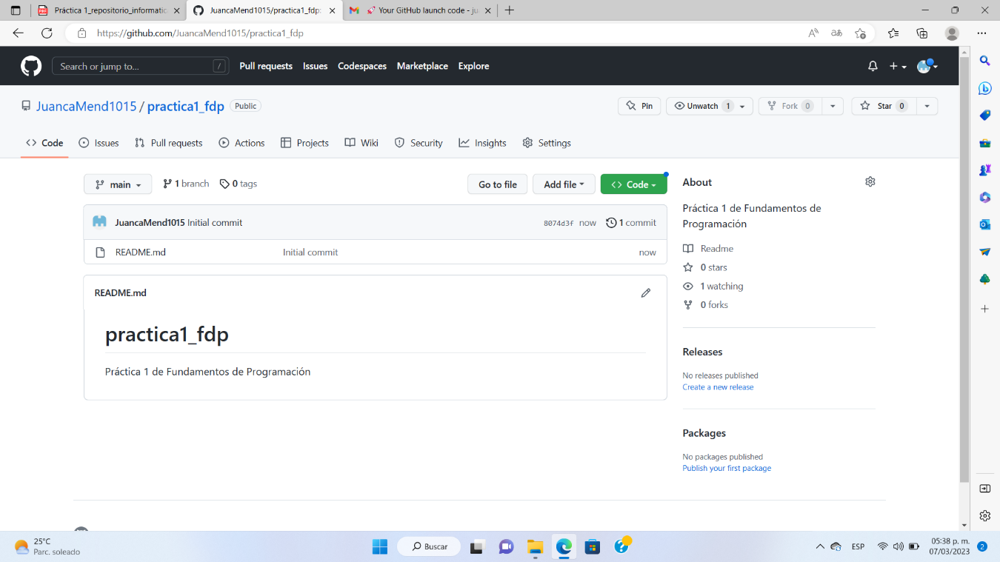 Práctica 1_repositorio_informatic
JuancaMend1015/practica1_fdp:
Your GitHub launch code - ju
https://github.com/JuancaMend1015/practica1_fdp
Search or jump to...
/
Pull requests
Issues
Codespaces
Marketplace
Explore
JuancaMend1015 / practica1_fdp
Public
Pin
Unwatch 1
Fork 0
Star 0
Code
Issues
Pull requests
Actions
Projects
Wiki
Security
Insights
Settings
main
1 branch
0 tags
Go to file
Add file
Code
JuancaMend1015 Initial commit
8074d3f now
1 commit
README.md
Initial commit
now
README.md
practica1_fdp
Práctica 1 de Fundamentos de Programación
About
Práctica 1 de Fundamentos de
Programación
Readme
0 stars
1 watching
0 forks
Releases
No releases published
Create a new release
Packages
No packages published
Publish your first package
25°C
Parc. soleado
Buscar
ESP
05:38 p. m.
07/03/2023
2